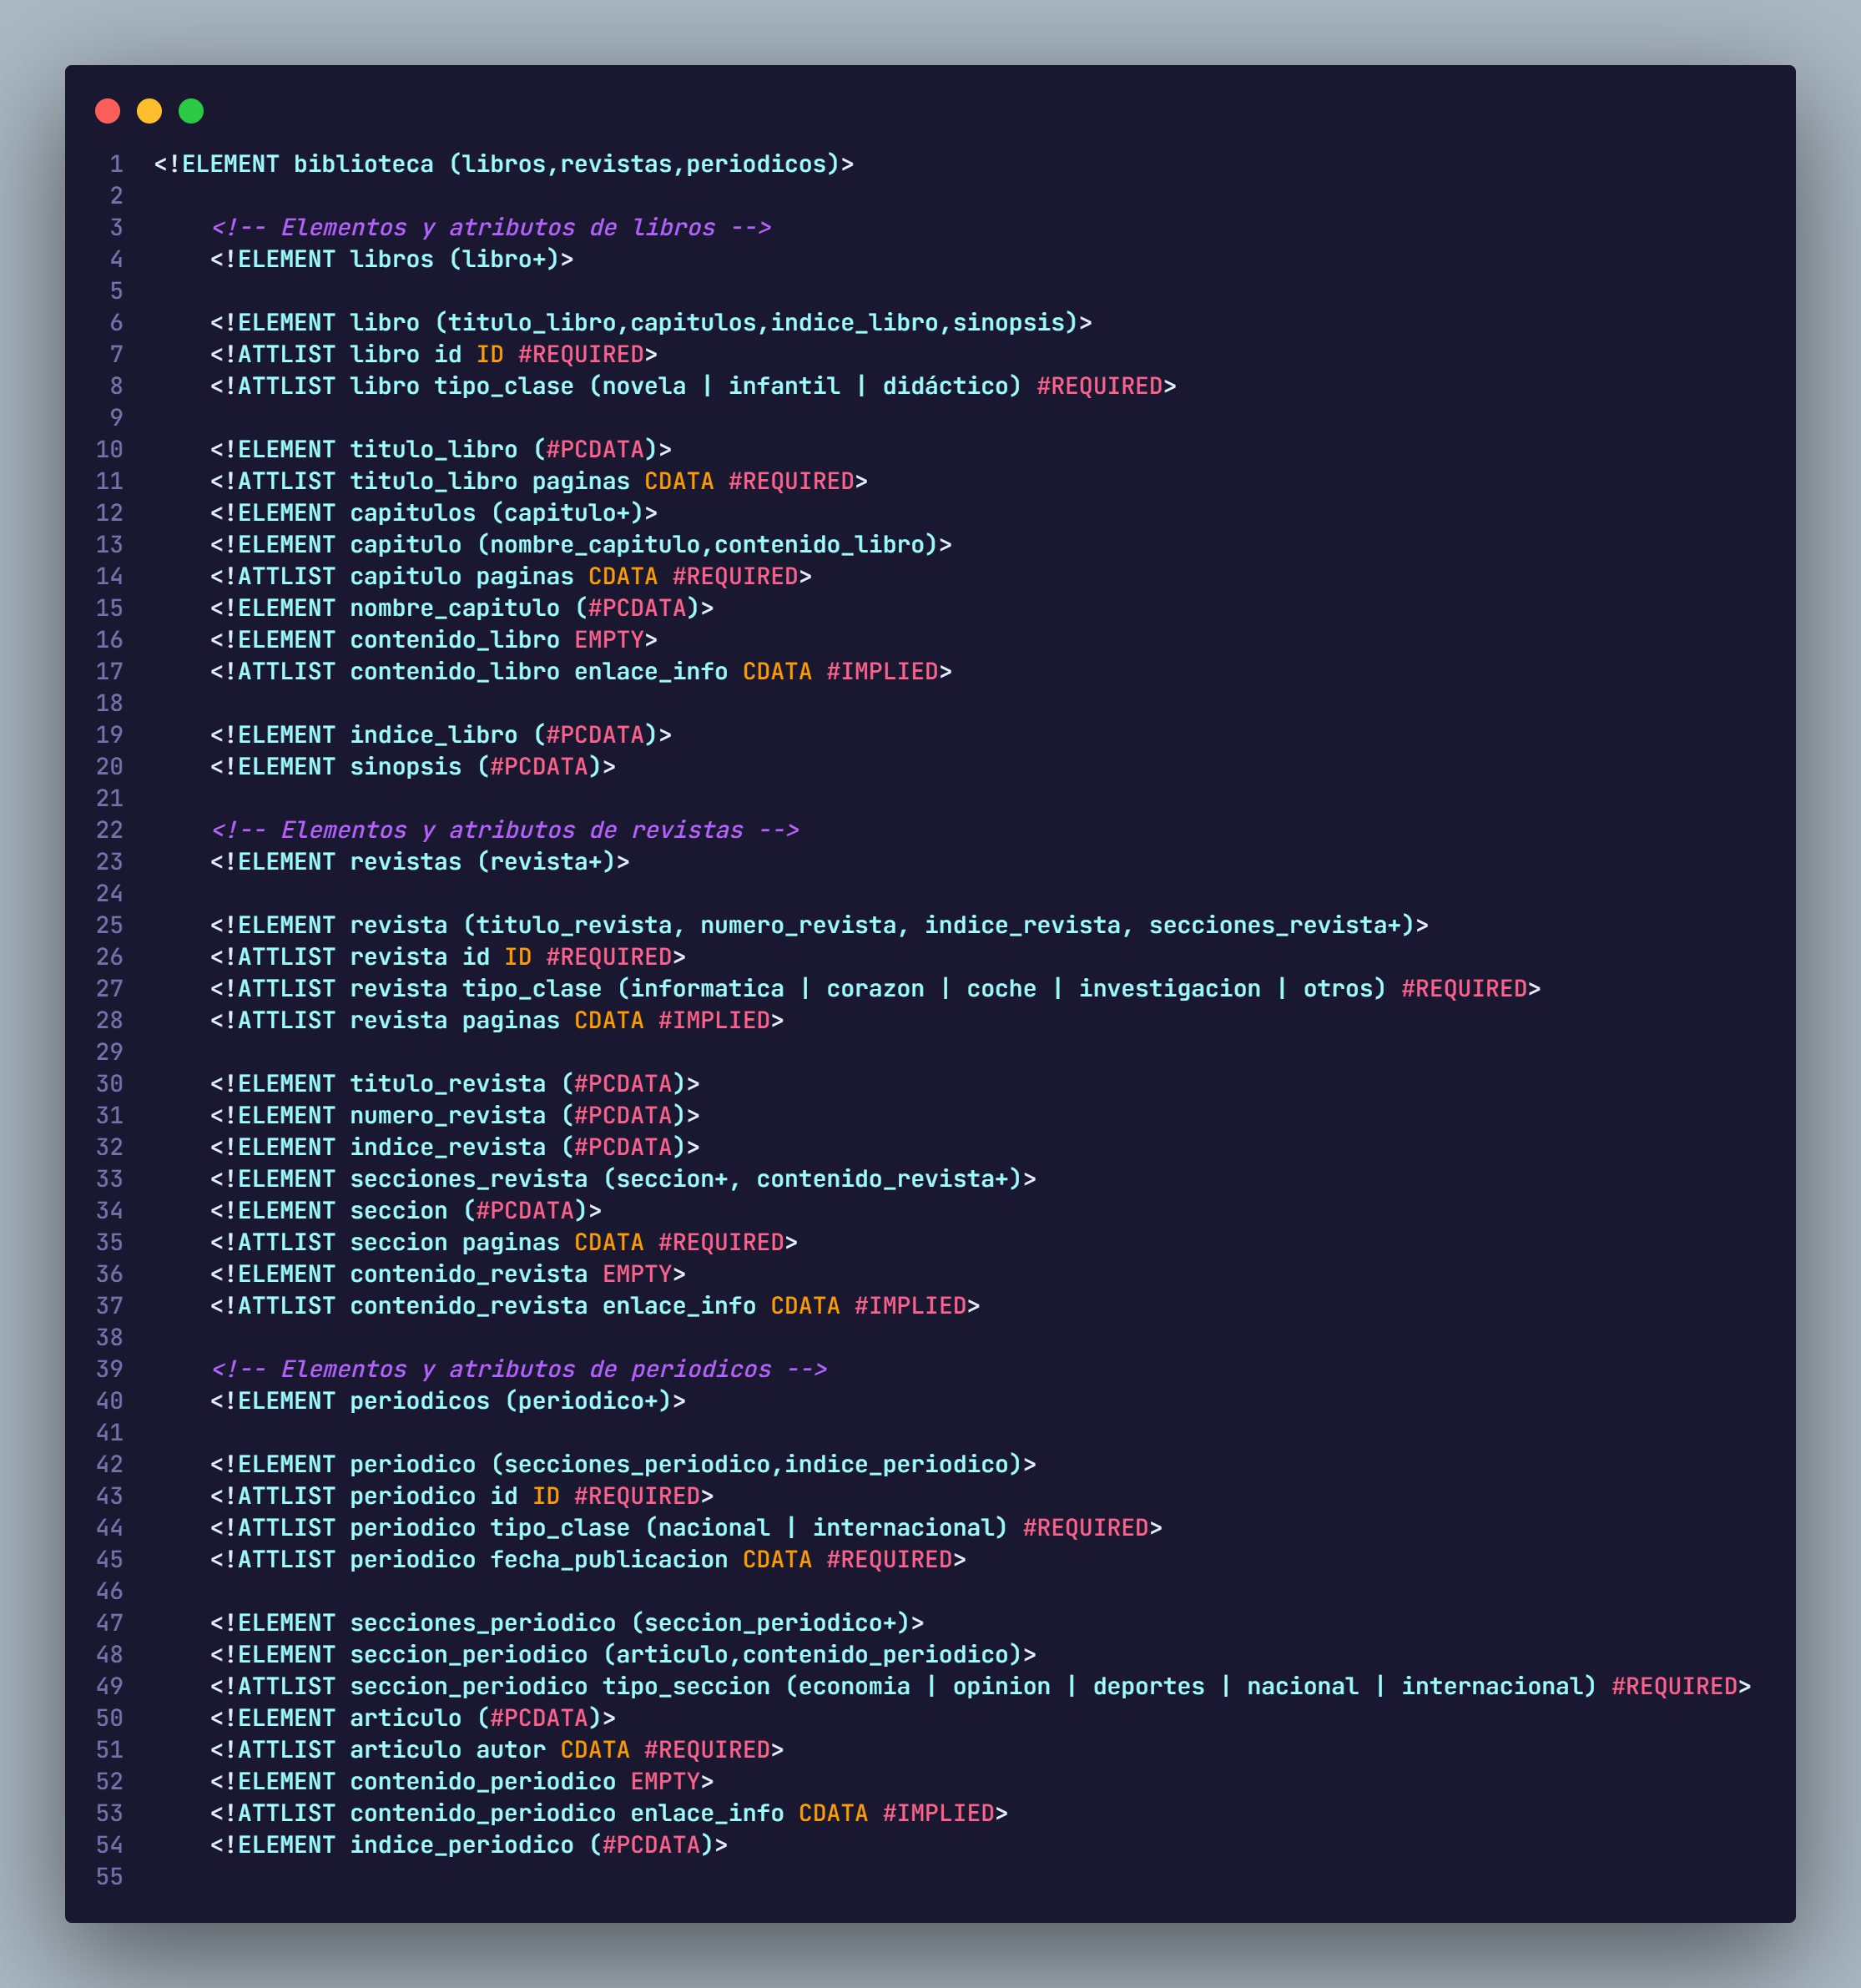 1 <!ELEMENT biblioteca (libros,revistas,periodicos)>
2
3     <!-- Elementos y atributos de libros -->
4     <!ELEMENT libros (libro+)>
5
6     <!ELEMENT libro (titulo_libro,capitulos,indice_libro,sinopsis)>
7     <!ATTLIST libro id ID #REQUIRED>
8     <!ATTLIST libro tipo_clase (novela | infantil | didáctico) #REQUIRED>
9
10     <!ELEMENT titulo_libro (#PCDATA)>
11     <!ATTLIST titulo_libro paginas CDATA #REQUIRED>
12     <!ELEMENT capitulos (capitulo+)>
13     <!ELEMENT capitulo (nombre_capitulo,contenido_libro)>
14     <!ATTLIST capitulo paginas CDATA #REQUIRED>
15     <!ELEMENT nombre_capitulo (#PCDATA)>
16     <!ELEMENT contenido_libro EMPTY>
17     <!ATTLIST contenido_libro enlace_info CDATA #IMPLIED>
18
19     <!ELEMENT indice_libro (#PCDATA)>
20     <!ELEMENT sinopsis (#PCDATA)>
21
22     <!-- Elementos y atributos de revistas -->
23     <!ELEMENT revistas (revista+)>
24
25     <!ELEMENT revista (titulo_revista, numero_revista, indice_revista, secciones_revista+)>
26     <!ATTLIST revista id ID #REQUIRED>
27     <!ATTLIST revista tipo_clase (informatica | corazon | coche | investigacion | otros) #REQUIRED>
28     <!ATTLIST revista paginas CDATA #IMPLIED>
29
30     <!ELEMENT titulo_revista (#PCDATA)>
31     <!ELEMENT numero_revista (#PCDATA)>
32     <!ELEMENT indice_revista (#PCDATA)>
33     <!ELEMENT secciones_revista (seccion+, contenido_revista+)>
34     <!ELEMENT seccion (#PCDATA)>
35     <!ATTLIST seccion paginas CDATA #REQUIRED>
36     <!ELEMENT contenido_revista EMPTY>
37     <!ATTLIST contenido_revista enlace_info CDATA #IMPLIED>
38
39     <!-- Elementos y atributos de periodicos -->
40     <!ELEMENT periodicos (periodico+)>
41
42     <!ELEMENT periodico (secciones_periodico,indice_periodico)>
43     <!ATTLIST periodico id ID #REQUIRED>
44     <!ATTLIST periodico tipo_clase (nacional | internacional) #REQUIRED>
45     <!ATTLIST periodico fecha_publicacion CDATA #REQUIRED>
46
47     <!ELEMENT secciones_periodico (seccion_periodico+)>
48     <!ELEMENT seccion_periodico (articulo,contenido_periodico)>
49     <!ATTLIST seccion_periodico tipo_seccion (economia | opinion | deportes | nacional | internacional) #REQUIRED>
50     <!ELEMENT articulo (#PCDATA)>
51     <!ATTLIST articulo autor CDATA #REQUIRED>
52     <!ELEMENT contenido_periodico EMPTY>
53     <!ATTLIST contenido_periodico enlace_info CDATA #IMPLIED>
54     <!ELEMENT indice_periodico (#PCDATA)>
55